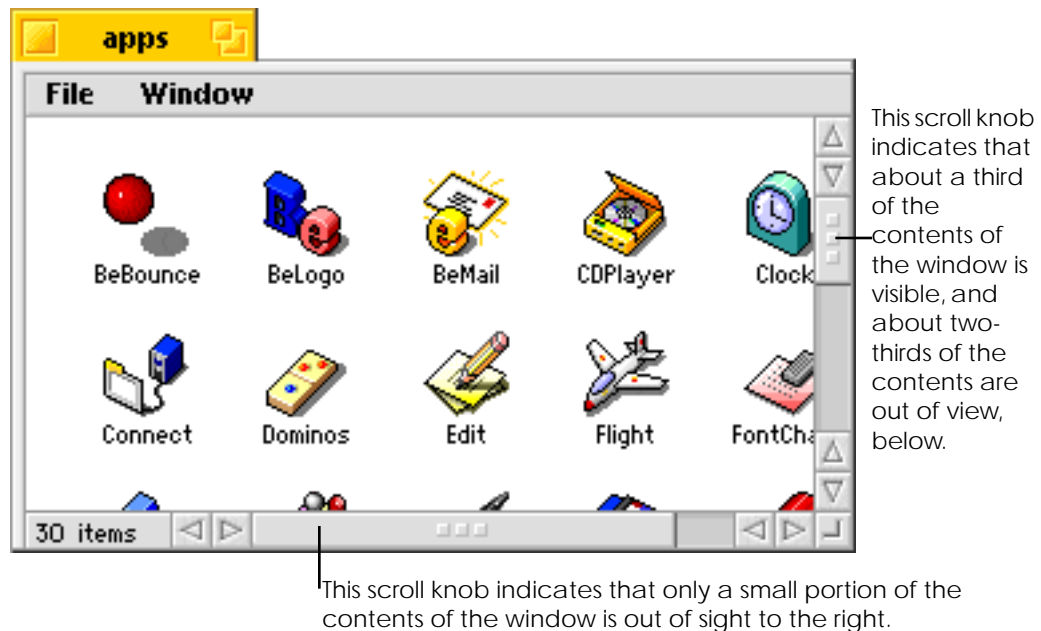 apps
File Window
BeBounce BeLogo BeMail CDPlayer Clock
Connect Dominos Edit Flight FontCha
30 items
This scroll knob
indicates that
about a third
of the
contents of
the window is
visible, and
about two-
thirds of the
contents are
out of view,
below.
This scroll knob indicates that only a small portion of the
contents of the window is out of sight to the right.